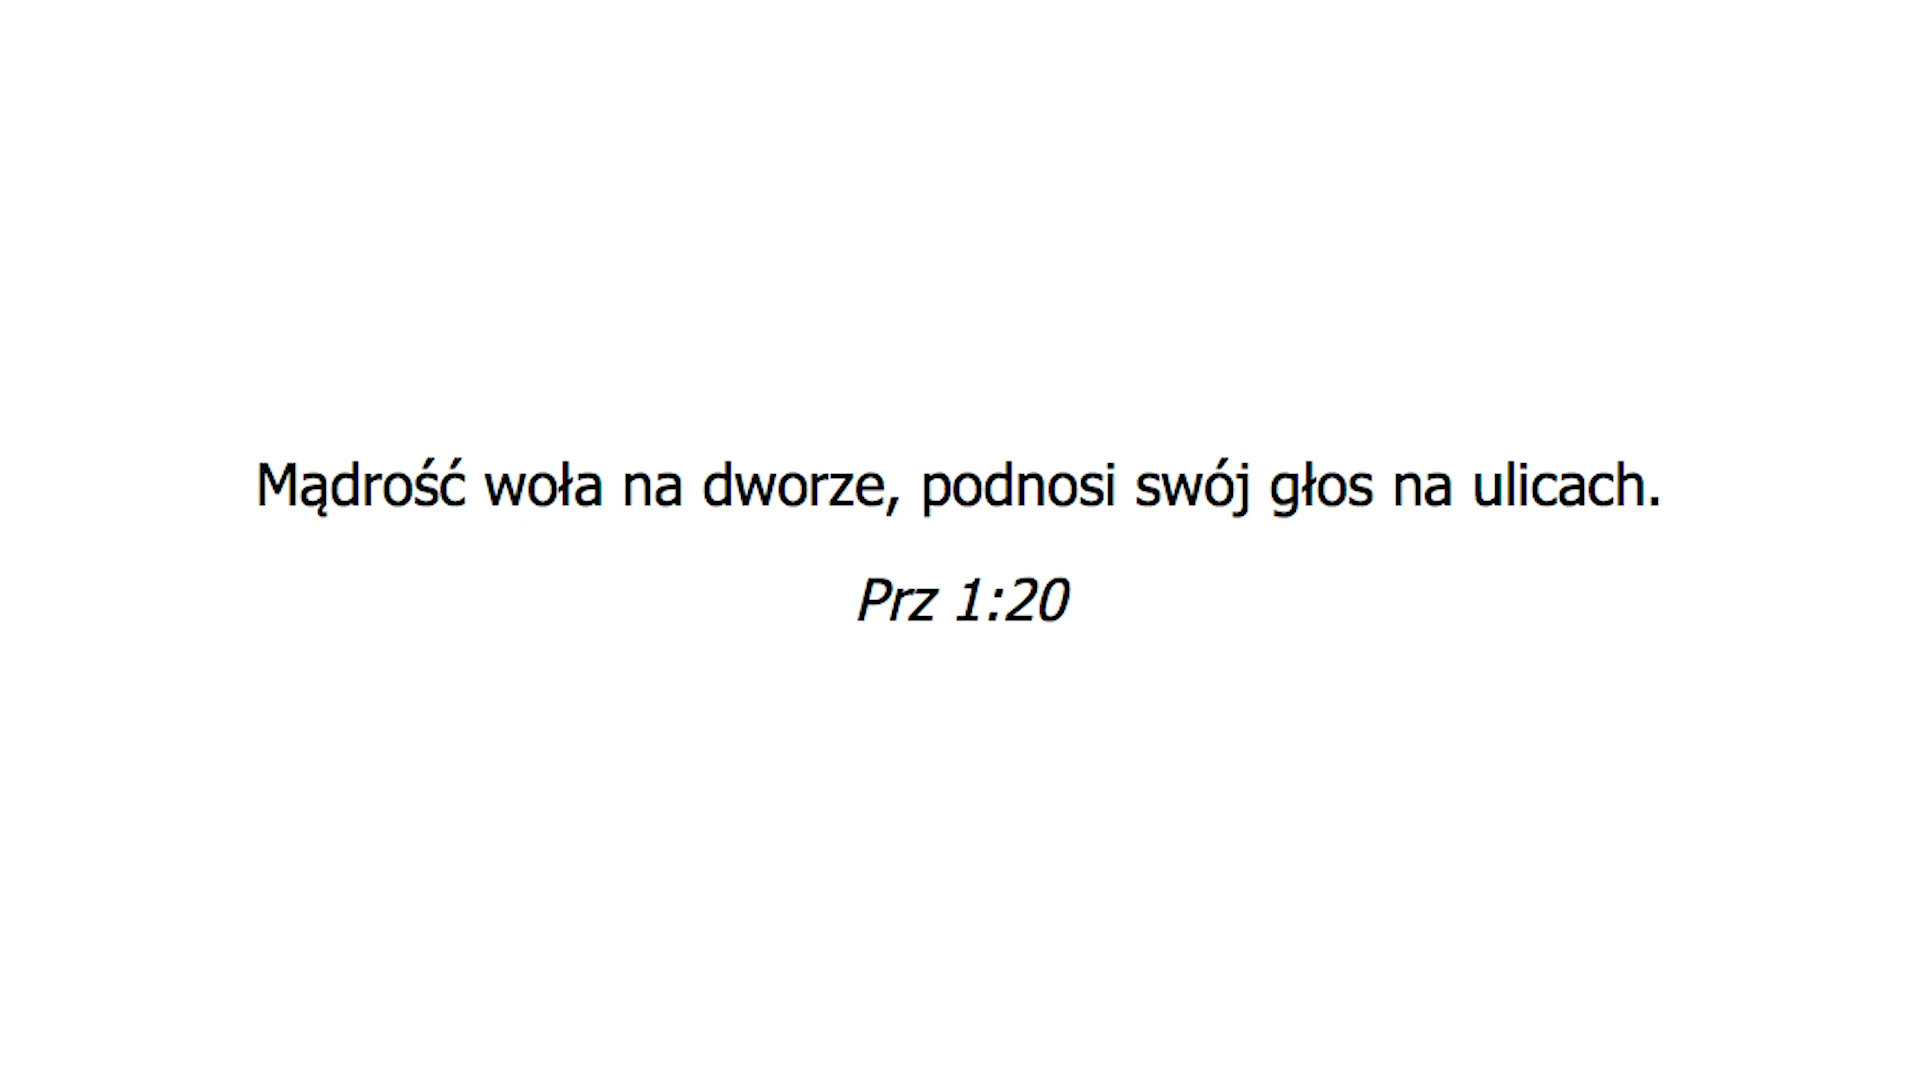 Mądrość woła na dworze, podnosi swój głos na ulicach.
Prz 1:20